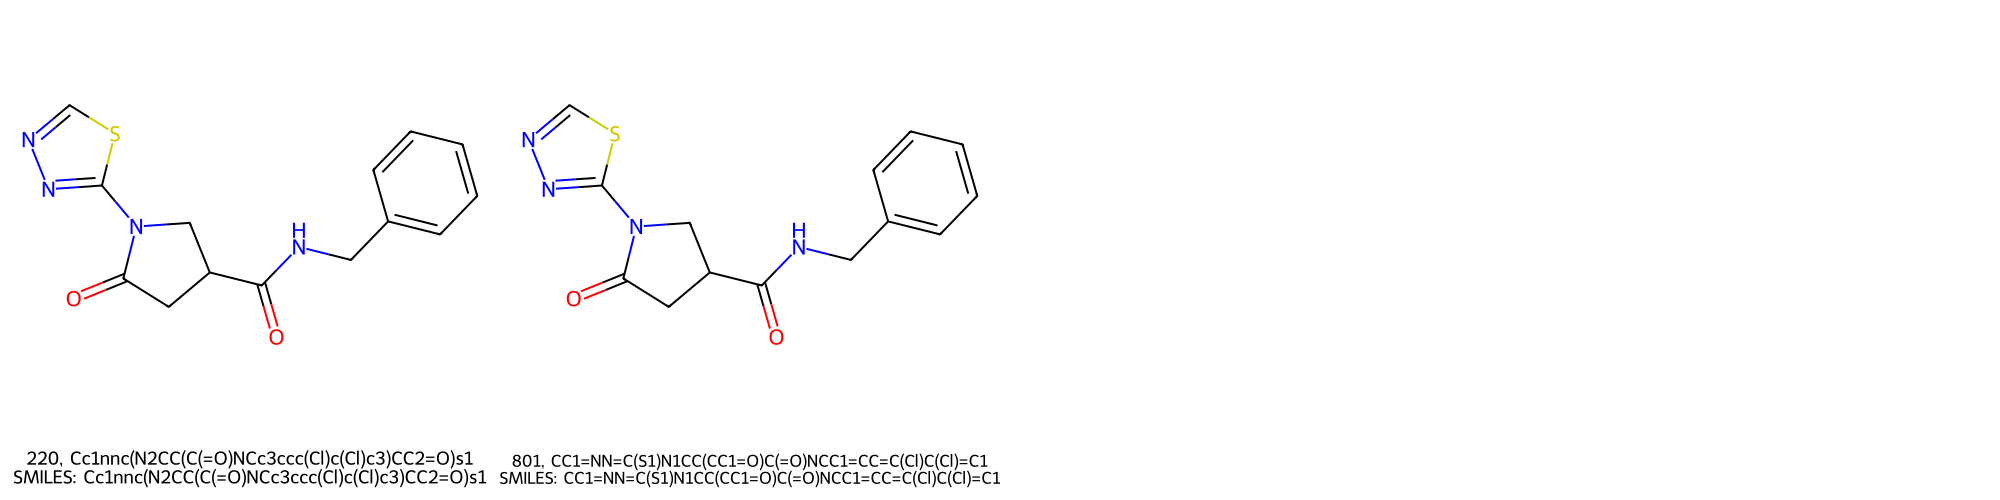 N
S
N
N
H
N
O
O
N
S
N
N
H
N
O
O
220, Cc1nnc(N2CC(C(=O)NCc3ccc(Cl)c(Cl)c3)CC2=O)s1
SMILES: Cc1nnc(N2CC(C(=O)NCc3ccc(Cl)c(Cl)c3)CC2=O)s1
801, CC1=NN=C(S1)N1CC(CC1=O)C(=O)NCC1=CC=C(Cl)C(Cl)=C1
SMILES: CC1=NN=C(S1)N1CC(CC1=O)C(=O)NCC1=CC=C(Cl)C(Cl)=C1